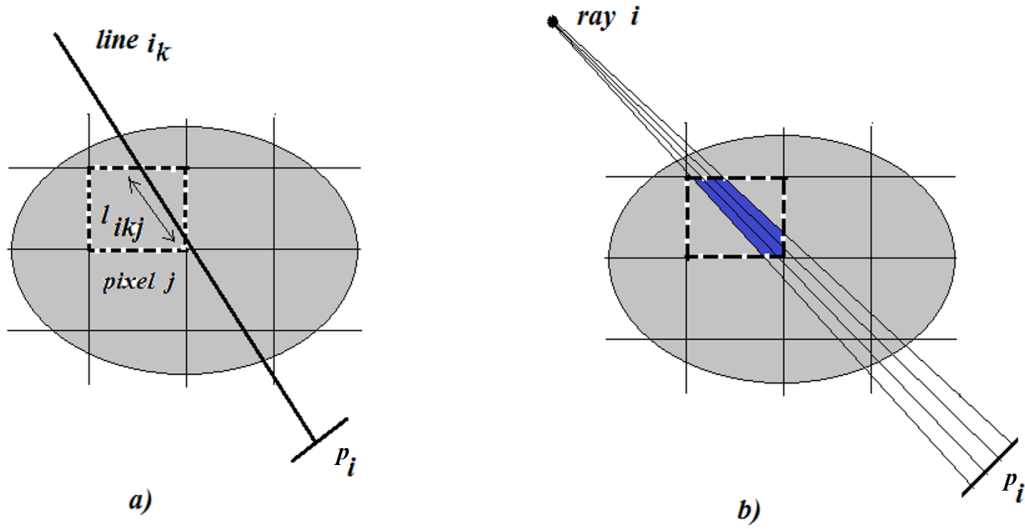 line i_k
l_ikj
pixel j
p_i
a)
ray i
p_i
b)